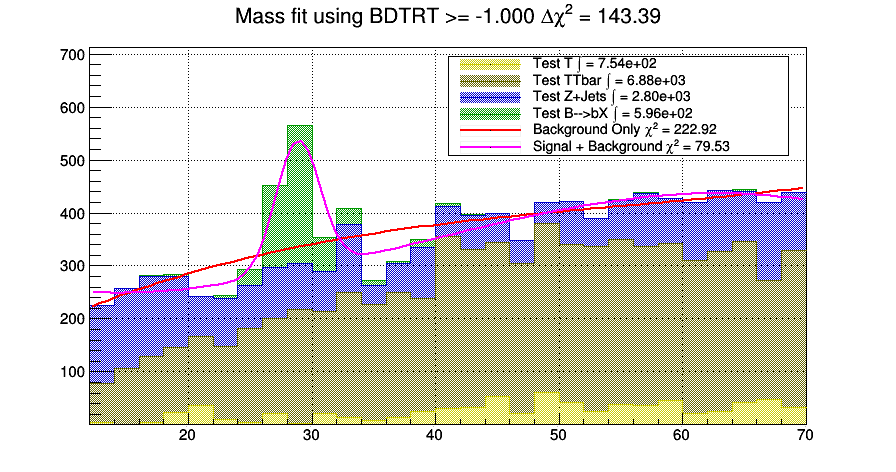 Mass fit using BDTRT >= -1.000 Δχ² = 143.39
Test T ∫ = 7.54e+02
Test TTbar ∫ = 6.88e+03
Test Z+Jets ∫ = 2.80e+03
Test B-->bX ∫ = 5.96e+02
Background Only χ² = 222.92
Signal + Background χ² = 79.53
700
600
500
400
300
200
100
20 30 40 50 60 70